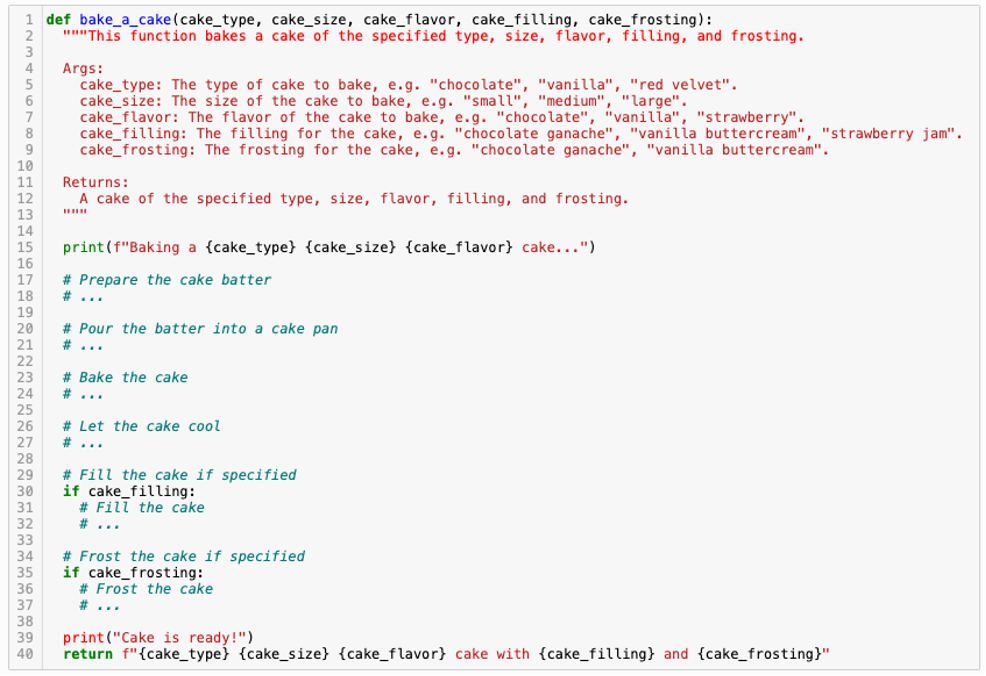 1 def bake_a_cake(cake_type, cake_size, cake_flavor, cake_filling, cake_frosting):
2   """This function bakes a cake of the specified type, size, flavor, filling, and frosting.
3
4   Args:
5     cake_type: The type of cake to bake, e.g. "chocolate", "vanilla", "red velvet".
6     cake_size: The size of the cake to bake, e.g. "small", "medium", "large".
7     cake_flavor: The flavor of the cake to bake, e.g. "chocolate", "vanilla", "strawberry".
8     cake_filling: The filling for the cake, e.g. "chocolate ganache", "vanilla buttercream", "strawberry jam".
9     cake_frosting: The frosting for the cake, e.g. "chocolate ganache", "vanilla buttercream".
10
11   Returns:
12     A cake of the specified type, size, flavor, filling, and frosting.
13   """
14
15   print(f"Baking a {cake_type} {cake_size} {cake_flavor} cake...")
16
17   # Prepare the cake batter
18   # ...
19
20   # Pour the batter into a cake pan
21   # ...
22
23   # Bake the cake
24   # ...
25
26   # Let the cake cool
27   # ...
28
29   # Fill the cake if specified
30   if cake_filling:
31     # Fill the cake
32     # ...
33
34   # Frost the cake if specified
35   if cake_frosting:
36     # Frost the cake
37     # ...
38
39   print("Cake is ready!")
40   return f"{cake_type} {cake_size} {cake_flavor} cake with {cake_filling} and {cake_frosting}"